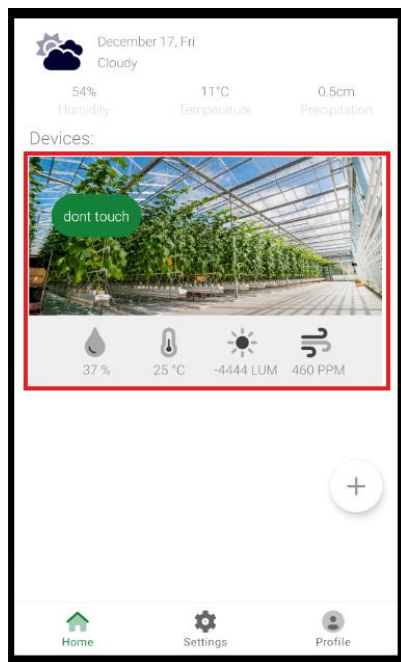 December 17, Fri
Cloudy
54% 11°C 0.5cm
Humidity Temperature Precipitation
Devices:
dont touch
37 % 25 °C -4444 LUM 460 PPM
+
Home Settings Profile